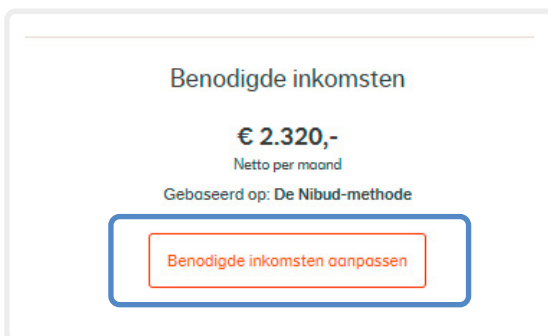 Benodigde inkomsten
€ 2.320,-
Netto per maand
Gebaseerd op: De Nibud-methode
Benodigde inkomsten aanpassen